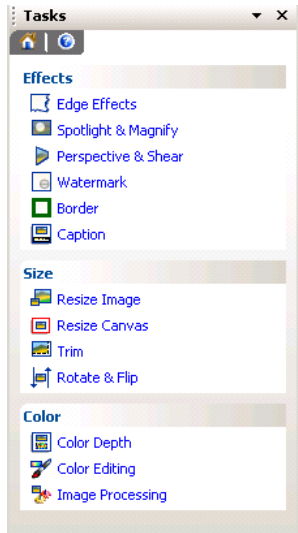 Tasks
Effects
Edge Effects
Spotlight & Magnify
Perspective & Shear
Watermark
Border
Caption
Size
Resize Image
Resize Canvas
Trim
Rotate & Flip
Color
Color Depth
Color Editing
Image Processing